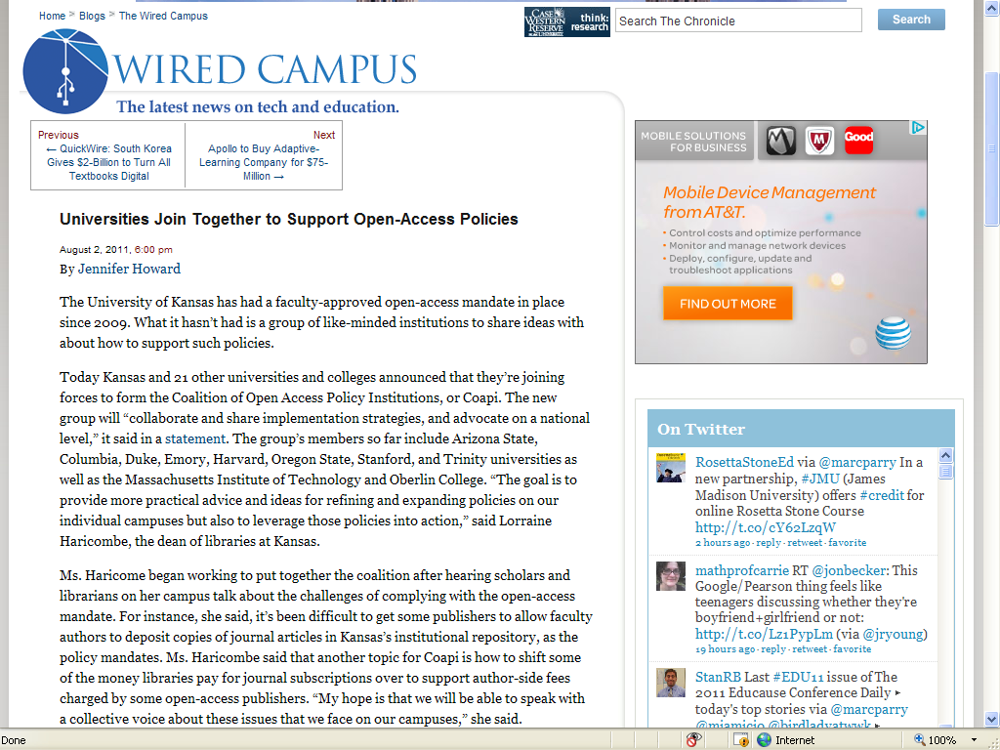 Home > Blogs > The Wired Campus
CASE
WESTERN
RESERVE
think:
research
Search The Chronicle
Search
WIRED CAMPUS
The latest news on tech and education.
Previous
← QuickWire: South Korea
Gives $2-Billion to Turn All
Textbooks Digital
Next
Apollo to Buy Adaptive-
Learning Company for $75-
Million →
Universities Join Together to Support Open-Access Policies
August 2, 2011, 6:00 pm
By Jennifer Howard
The University of Kansas has had a faculty-approved open-access mandate in place
since 2009. What it hasn't had is a group of like-minded institutions to share ideas with
about how to support such policies.
Today Kansas and 21 other universities and colleges announced that they're joining
forces to form the Coalition of Open Access Policy Institutions, or Coapi. The new
group will “collaborate and share implementation strategies, and advocate on a national
level,” it said in a statement. The group's members so far include Arizona State,
Columbia, Duke, Emory, Harvard, Oregon State, Stanford, and Trinity universities as
well as the Massachusetts Institute of Technology and Oberlin College. “The goal is to
provide more practical advice and ideas for refining and expanding policies on our
individual campuses but also to leverage those policies into action,” said Lorraine
Haricombe, the dean of libraries at Kansas.
Ms. Haricome began working to put together the coalition after hearing scholars and
librarians on her campus talk about the challenges of complying with the open-access
mandate. For instance, she said, it's been difficult to get some publishers to allow faculty
authors to deposit copies of journal articles in Kansas's institutional repository, as the
policy mandates. Ms. Haricombe said that another topic for Coapi is how to shift some
of the money libraries pay for journal subscriptions over to support author-side fees
charged by some open-access publishers. “My hope is that we will be able to speak with
a collective voice about these issues that we face on our campuses,” she said.
MOBILE SOLUTIONS
FOR BUSINESS
Good
Mobile Device Management
from AT&T.
• Control costs and optimize performance
• Monitor and manage network devices
• Deploy, configure, update and
troubleshoot applications
FIND OUT MORE
On Twitter
RosettaStoneEd via @marcparry In a
new partnership, #JMU (James
Madison University) offers #credit for
online Rosetta Stone Course
http://t.co/cY62LzqW
2 hours ago · reply · retweet · favorite
mathprofcarrie RT @jonbecker: This
Google/Pearson thing feels like
teenagers discussing whether they're
boyfriend+girlfriend or not:
http://t.co/Lz1PypLm (via @jryoung)
19 hours ago · reply · retweet · favorite
StanRB Last #EDU11 issue of The
2011 Educause Conference Daily ▸
today's top stories via @marcparry
@miamicio @birdladyatwwk ▸
Done
Internet
100%